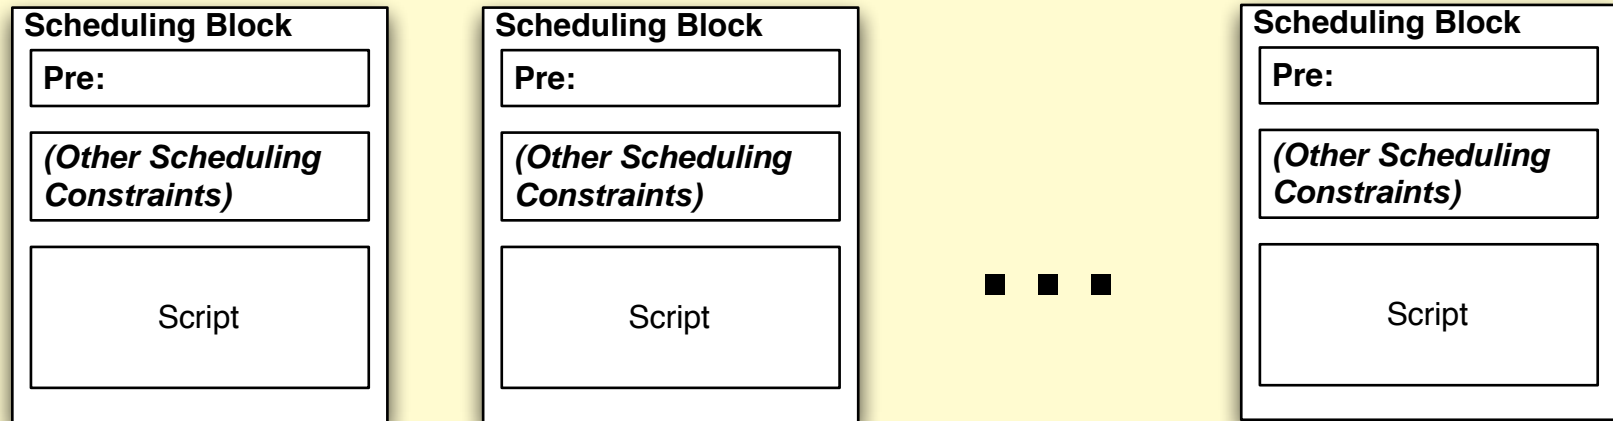 Scheduling Block
Pre:
(Other Scheduling
Constraints)
Script
Scheduling Block
Pre:
(Other Scheduling
Constraints)
Script
Scheduling Block
Pre:
(Other Scheduling
Constraints)
Script